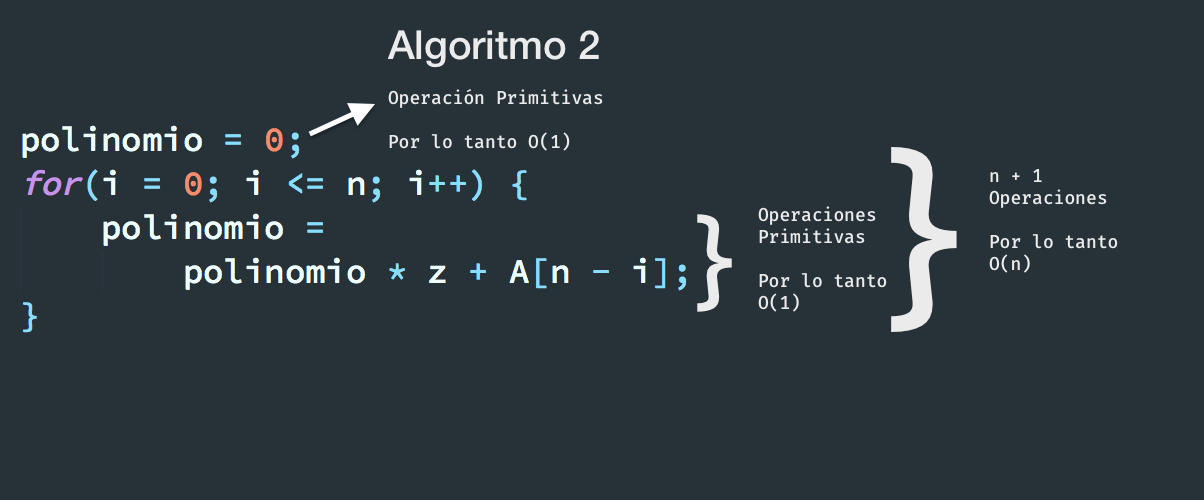 Algoritmo 2
Operación Primitivas
Por lo tanto O(1)
polinomio = 0;
for(i = 0; i <= n; i++) {
polinomio =
polinomio * z + A[n - i];
}
Operaciones
Primitivas
Por lo tanto
O(1)
n + 1
Operaciones
Por lo tanto
O(n)